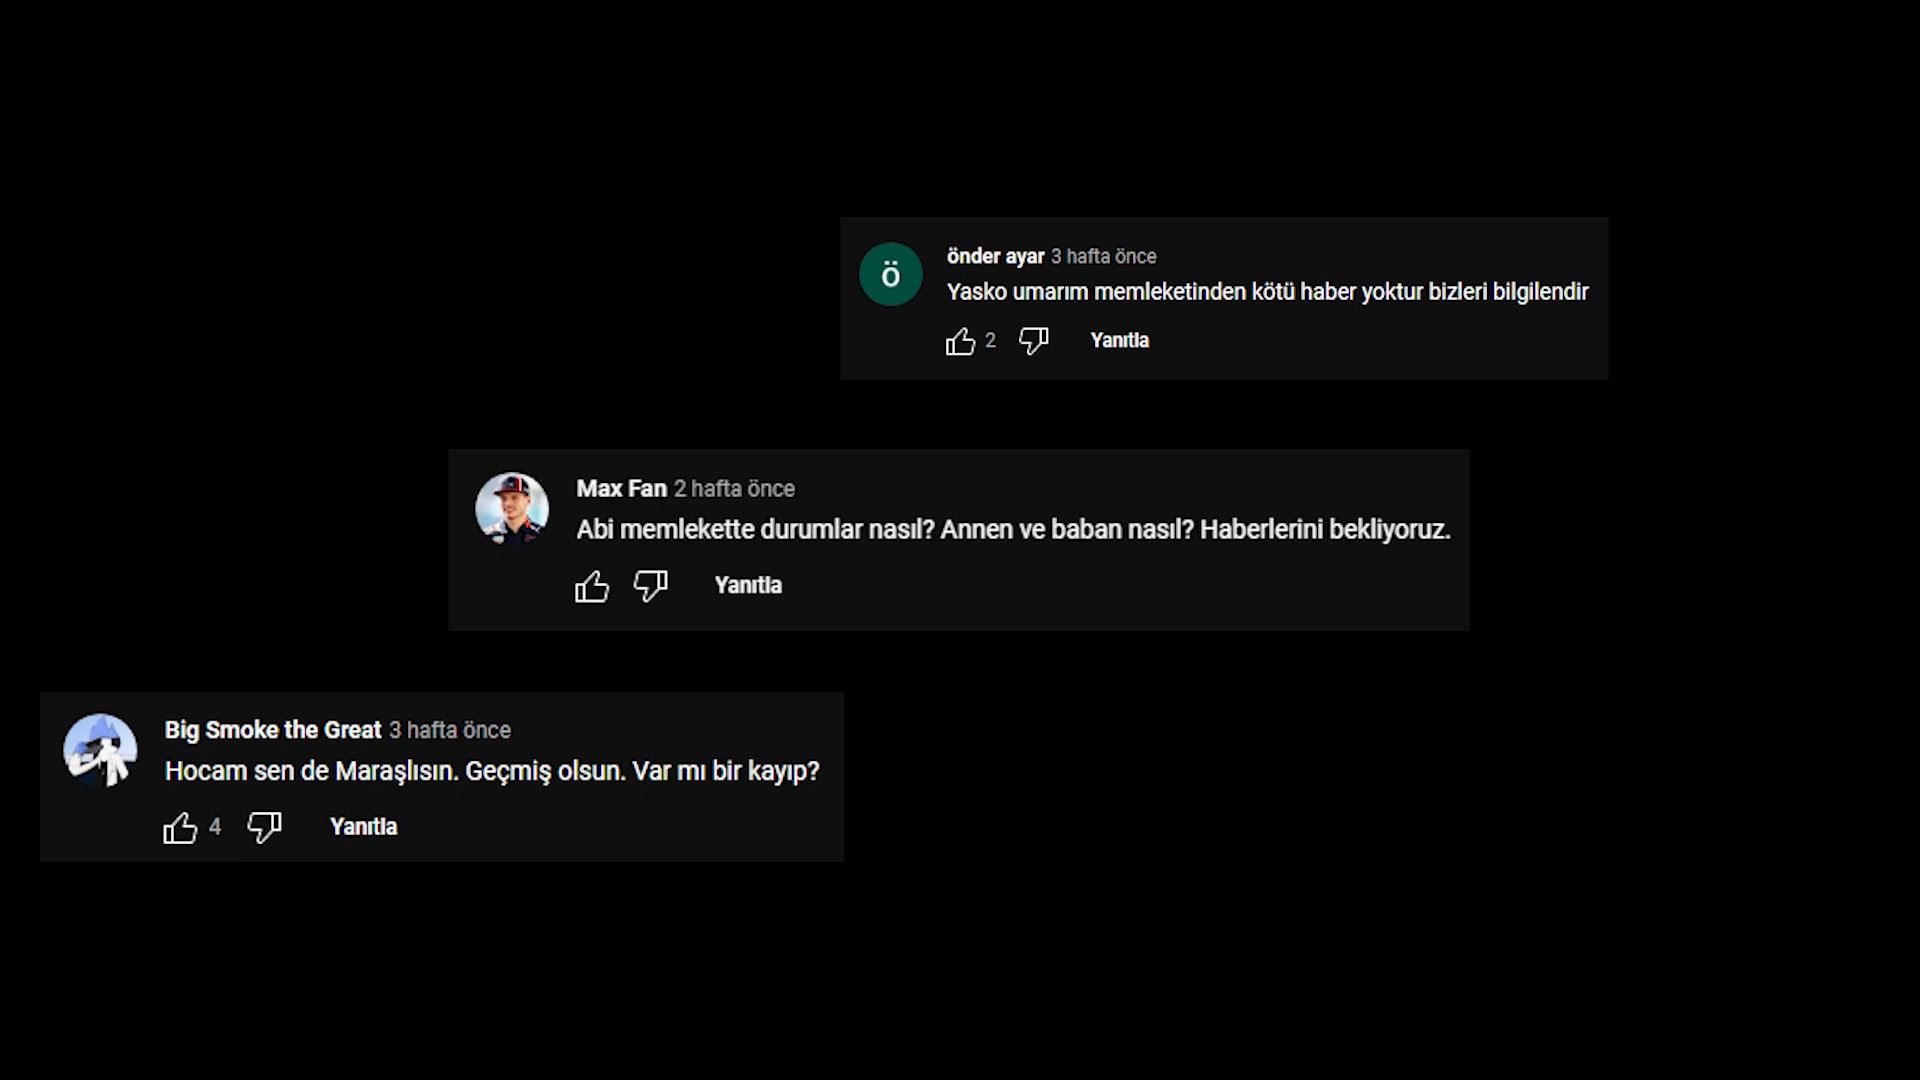 ö
önder ayar 3 hafta önce
Yasko umarım memleketinden kötü haber yoktur bizleri bilgilendir
2 Yanıtla
Max Fan 2 hafta önce
Abi memlekette durumlar nasıl? Annen ve baban nasıl? Haberlerini bekliyoruz.
Yanıtla
Big Smoke the Great 3 hafta önce
Hocam sen de Maraşlısın. Geçmiş olsun. Var mı bir kayıp?
4 Yanıtla